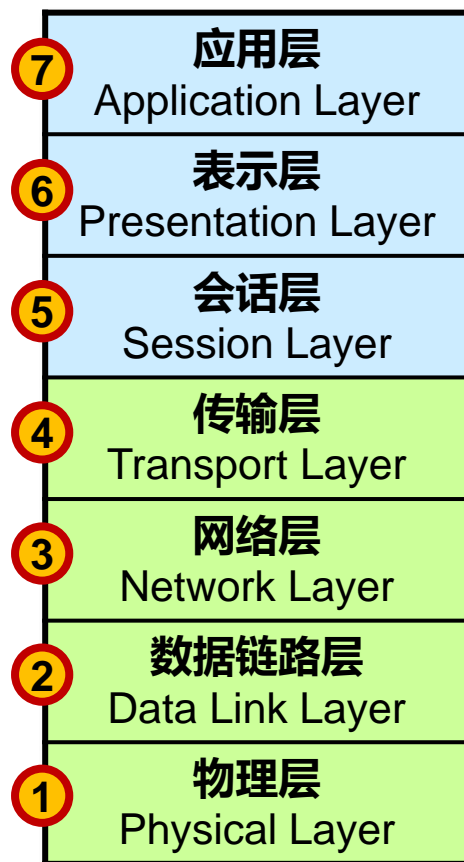 7
应用层
Application Layer
6
表示层
Presentation Layer
5
会话层
Session Layer
4
传输层
Transport Layer
3
网络层
Network Layer
2
数据链路层
Data Link Layer
1
物理层
Physical Layer